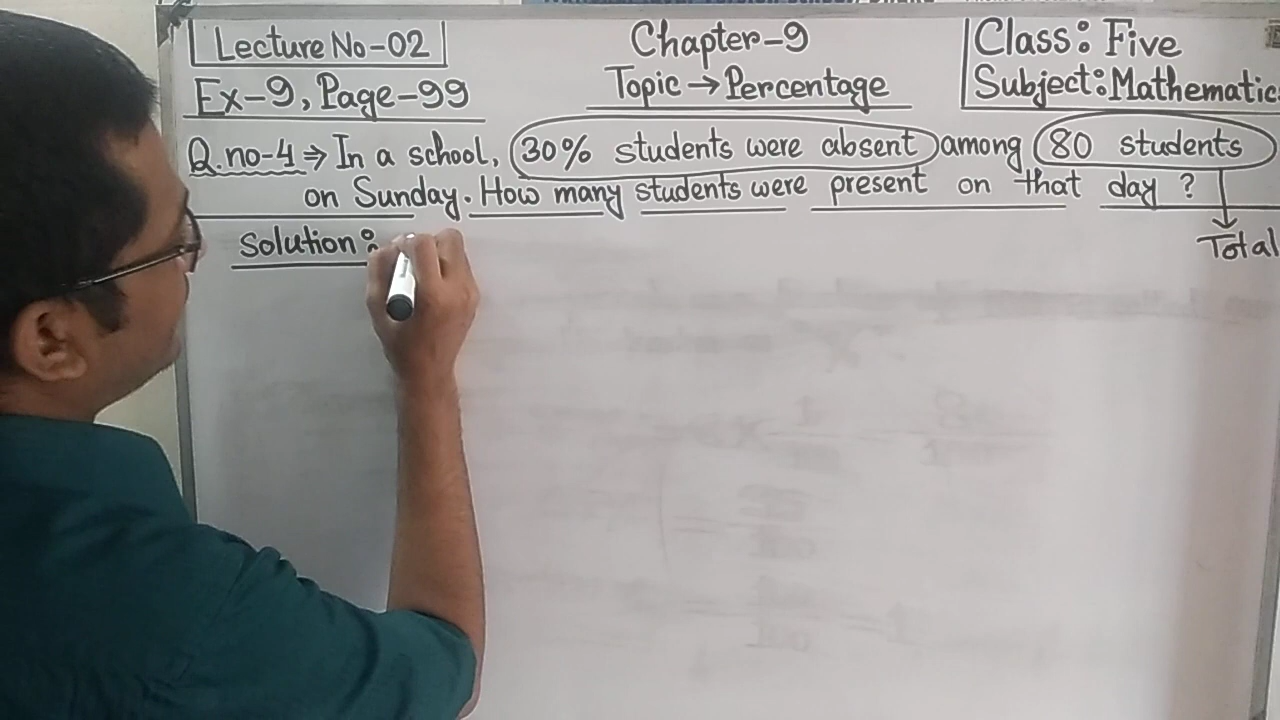 Lecture No-02
Ex-9, Page-99
Chapter-9
Topic → Percentage
Class: Five
Subject: Mathematic
Q.no-4 ⇒ In a school, 30% students were absent among 80 students
on Sunday. How many students were present on that day ?
Total
Solution: